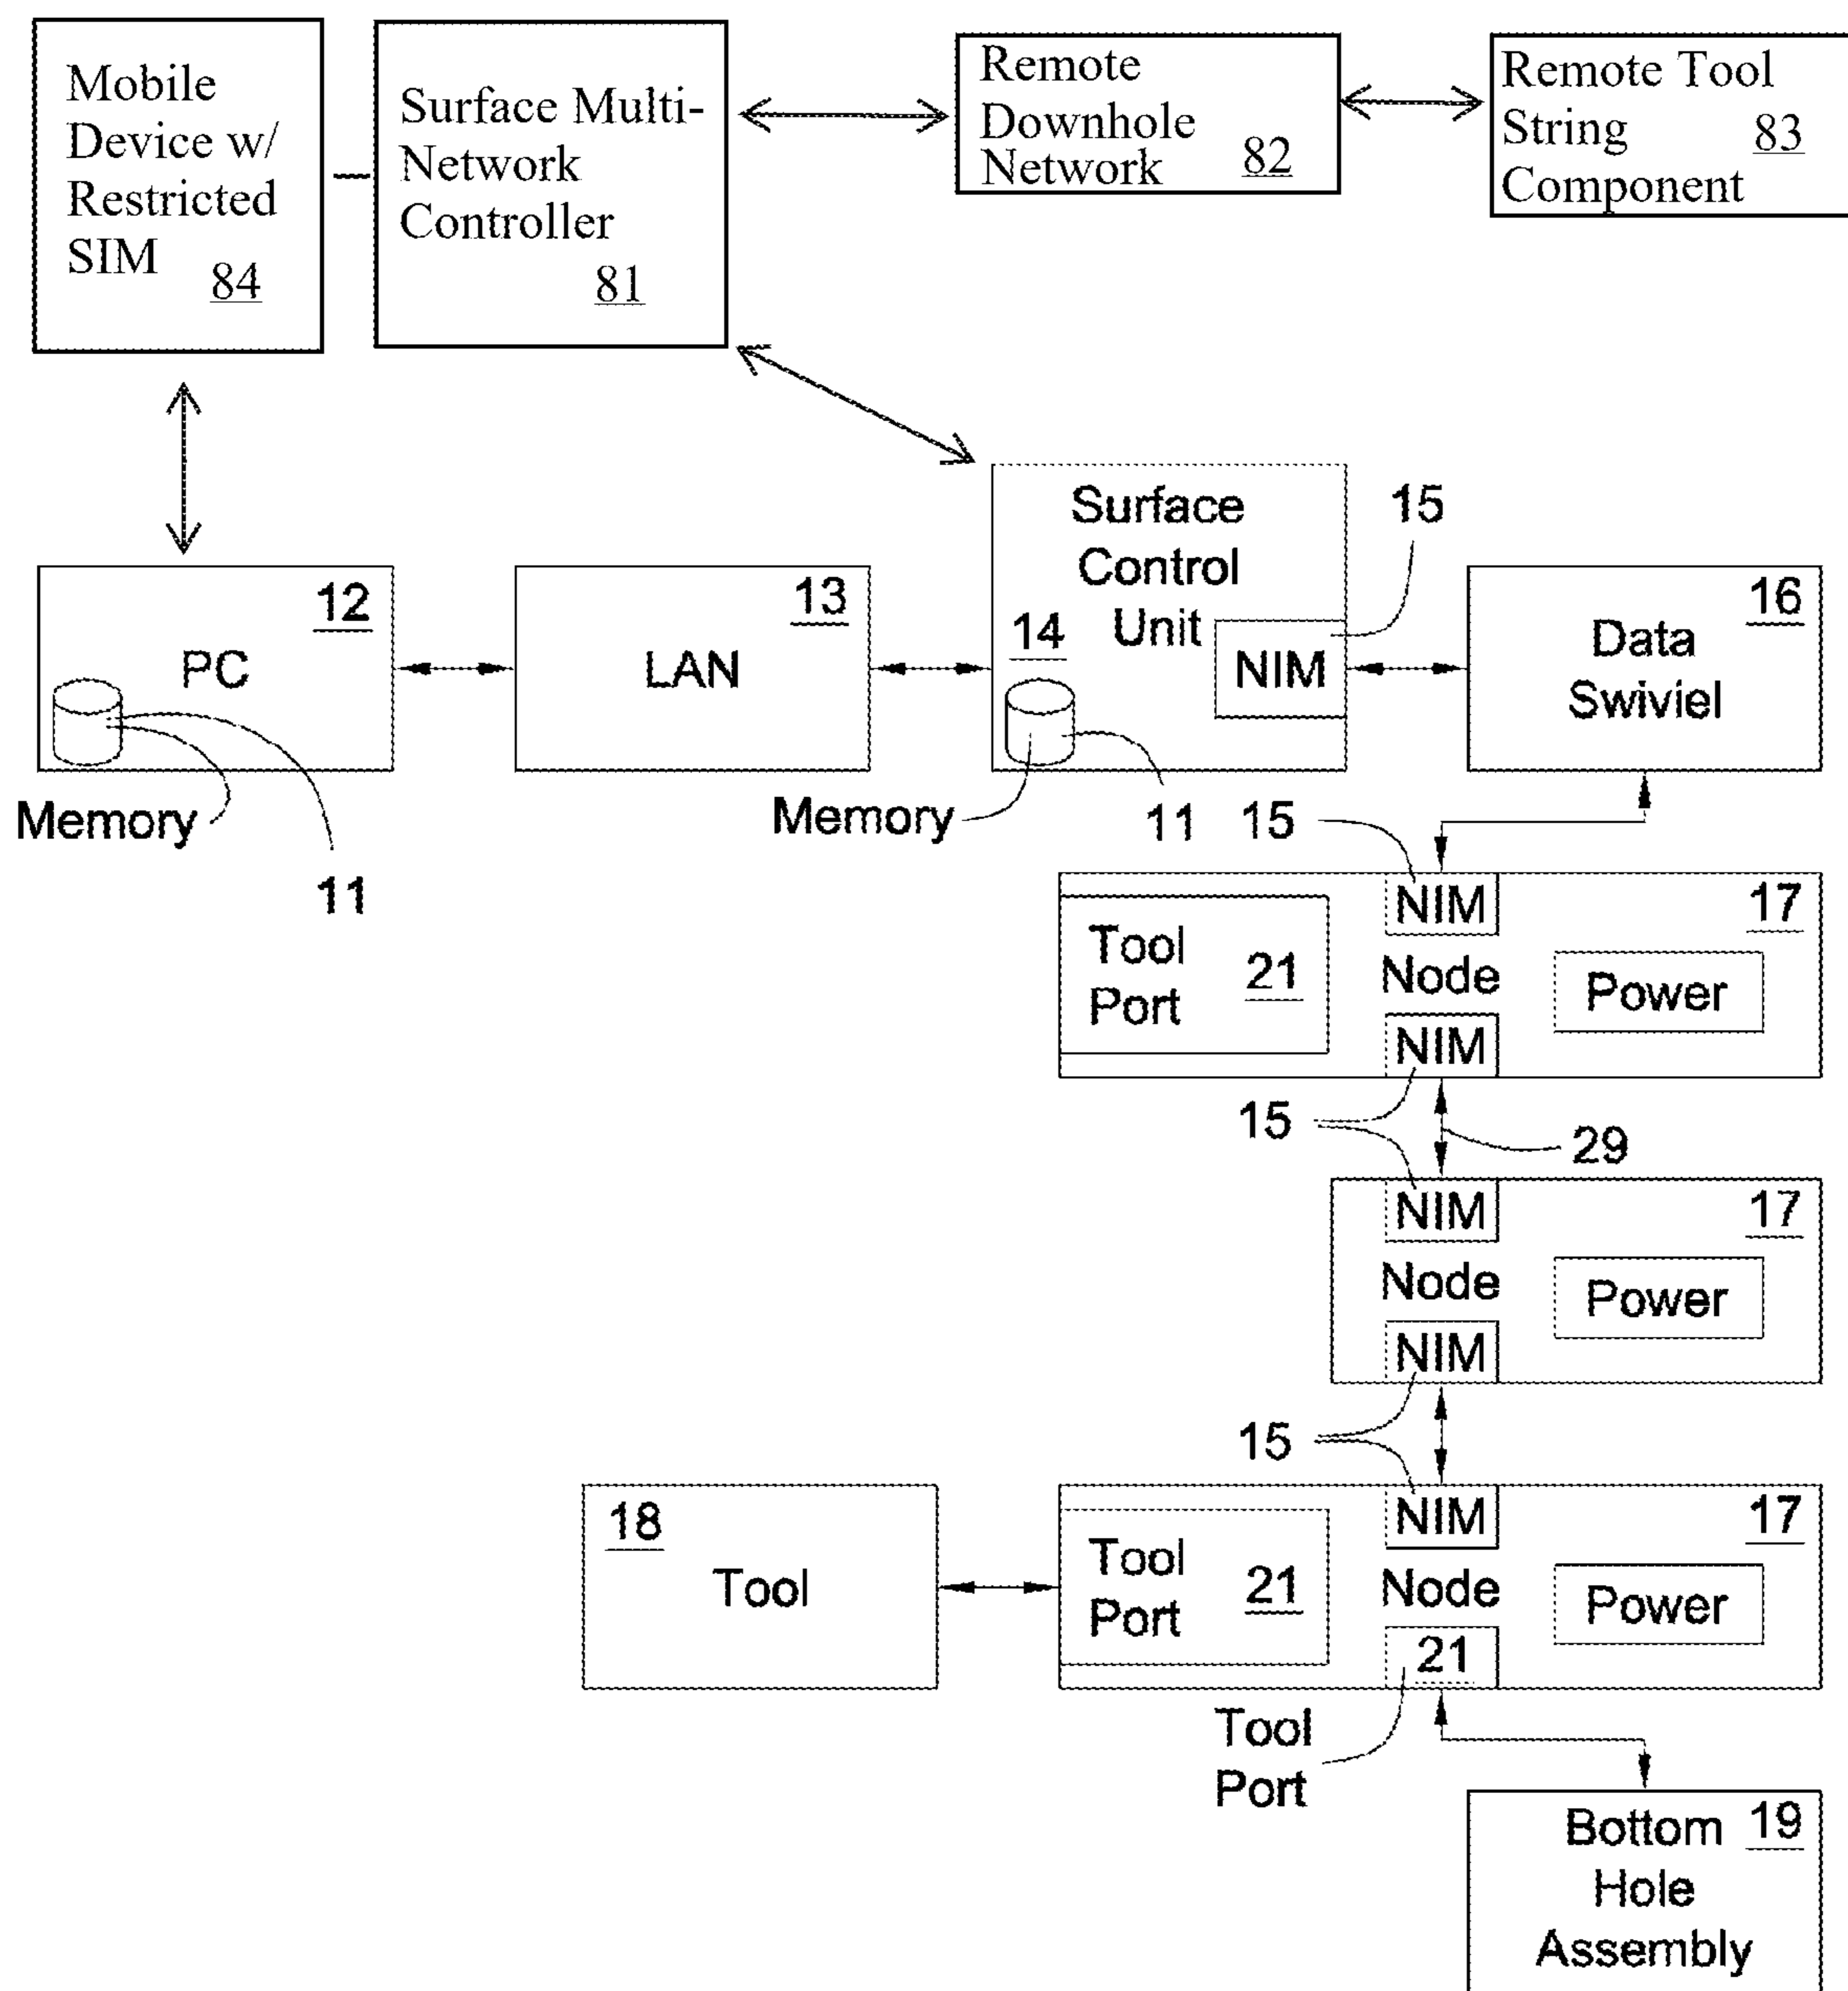 Mobile
Device w/
Restricted
SIM
84
Surface Multi-
Network
Controller
81
Remote
Downhole
Network
82
Remote Tool
String
Component
83
12
PC
Memory
11
13
LAN
Surface
Control
Unit
14
NIM
15
Memory
11
16
Data
Swiviel
15
NIM
17
Tool
Port
21
Node
Power
NIM
15
29
NIM
17
Node
Power
NIM
15
18
Tool
NIM
17
Tool
Port
21
Node
Power
21
Tool
Port
19
Bottom
Hole
Assembly